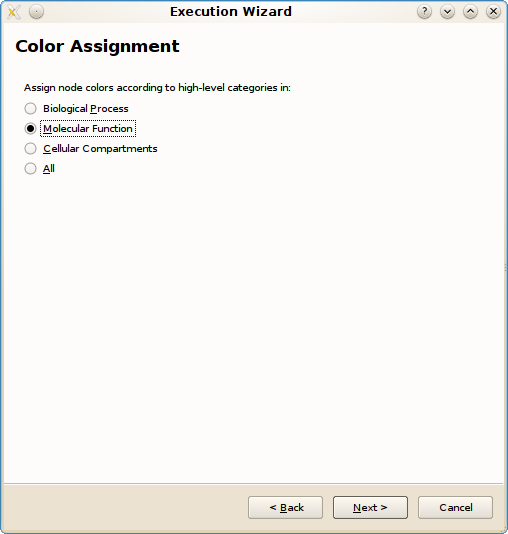 Execution Wizard
Color Assignment
Assign node colors according to high-level categories in:
Biological Process
Molecular Function
Cellular Compartments
All
< Back Next > Cancel